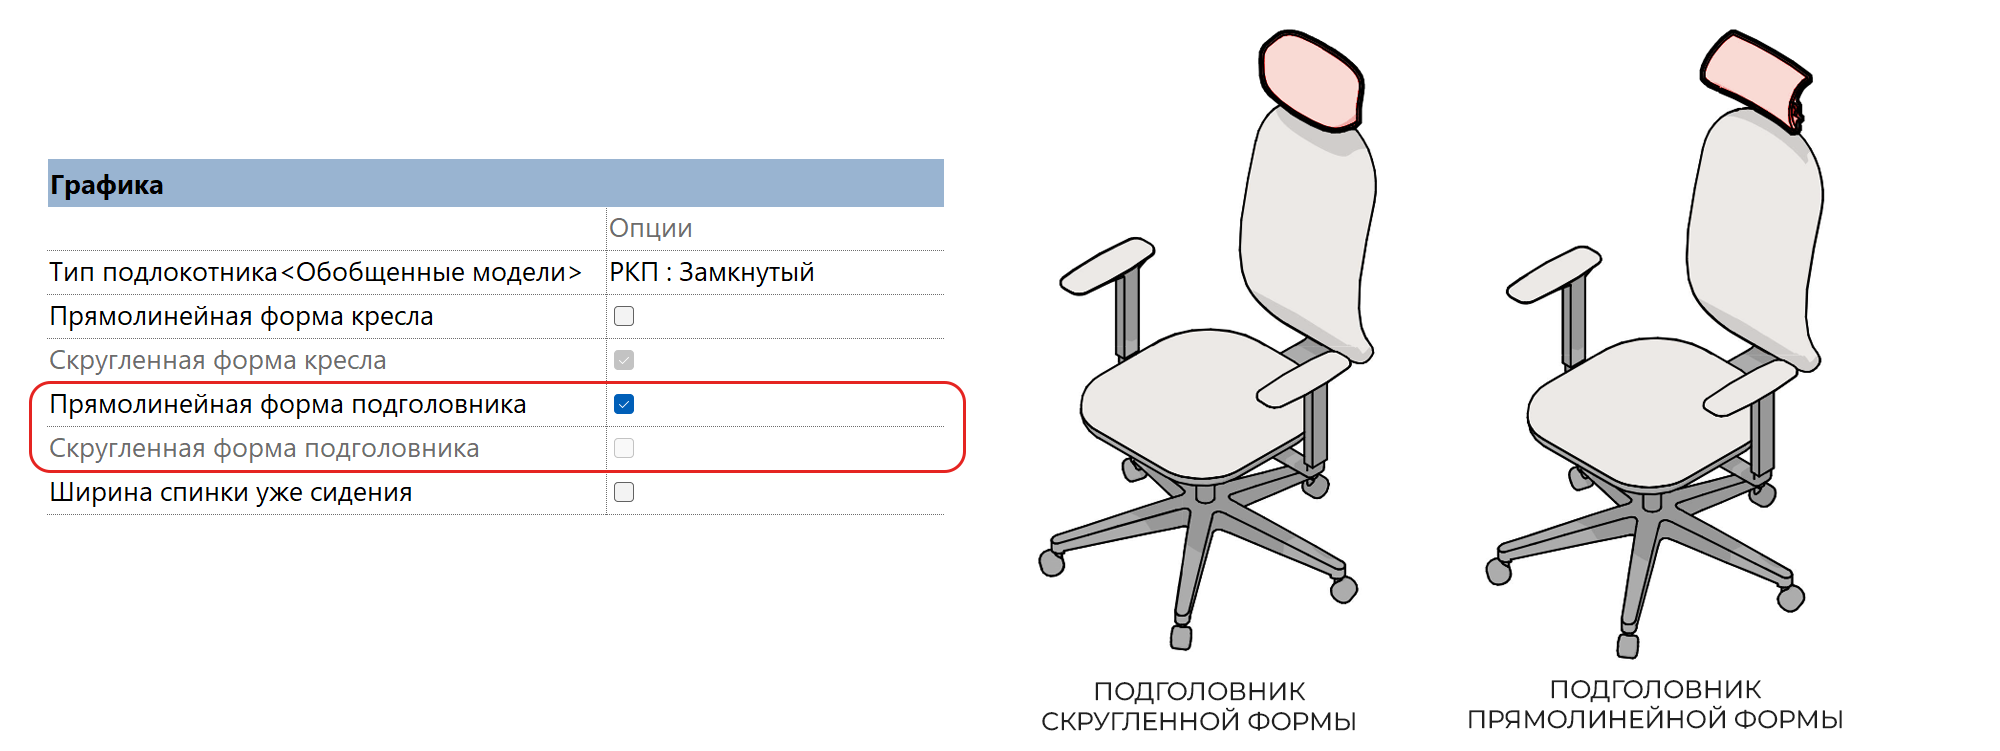 Графика
Опции
Тип подлокотника<Обобщенные модели> РКП : Замкнутый
Прямолинейная форма кресла
Скругленная форма кресла
Прямолинейная форма подголовника
Скругленная форма подголовника
Ширина спинки уже сидения
ПОДГОЛОВНИК
СКРУГЛЕННОЙ ФОРМЫ
ПОДГОЛОВНИК
ПРЯМОЛИНЕЙНОЙ ФОРМЫ